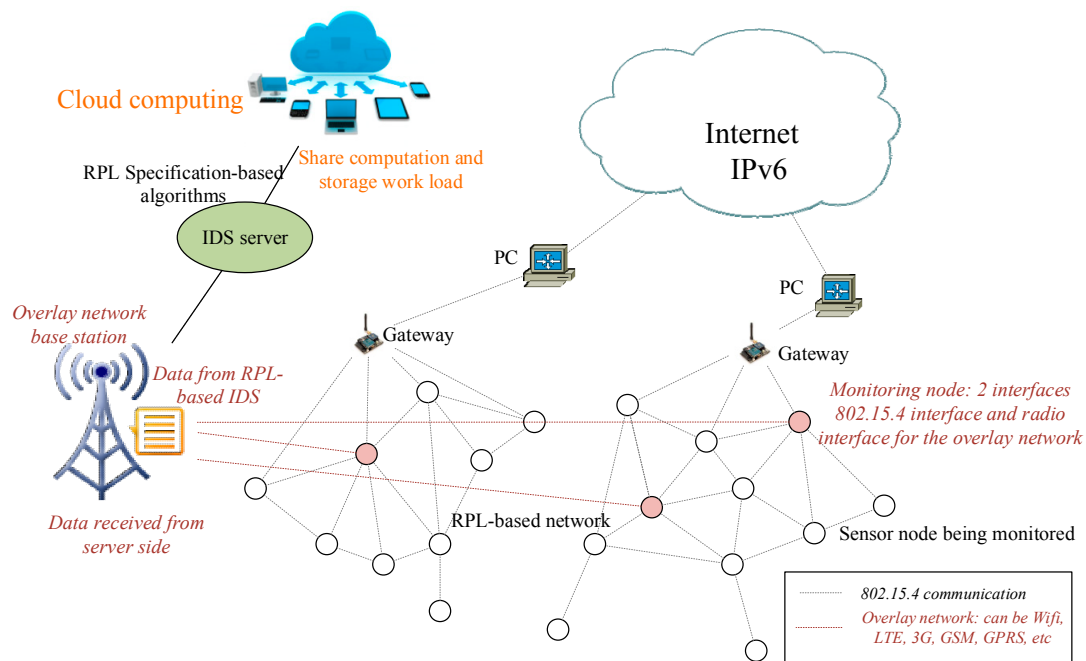 Cloud computing
Share computation and
storage work load
RPL Specification-based
algorithms
IDS server
Internet
IPv6
PC
PC
Overlay network
base station
Gateway
Gateway
Data from RPL-
based IDS
Monitoring node: 2 interfaces
802.15.4 interface and radio
interface for the overlay network
Data received from
server side
RPL-based network
Sensor node being monitored
802.15.4 communication
Overlay network: can be Wifi,
LTE, 3G, GSM, GPRS, etc